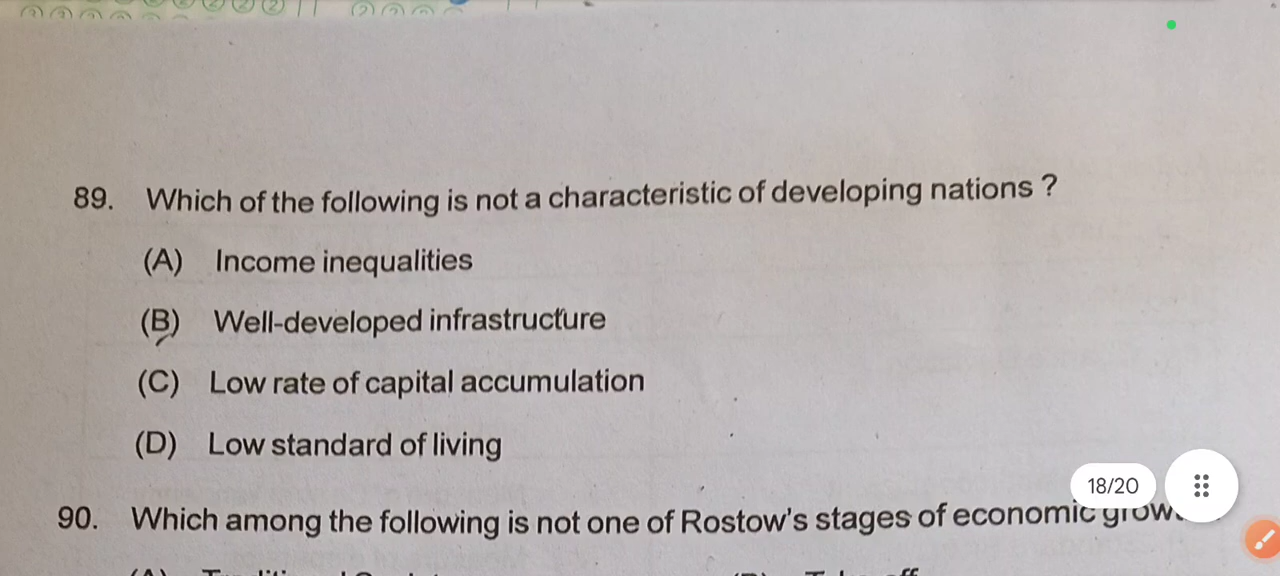 89. Which of the following is not a characteristic of developing nations ?
(A) Income inequalities
(B) Well-developed infrastructure
(C) Low rate of capital accumulation
(D) Low standard of living
18/20
90. Which among the following is not one of Rostow's stages of economic